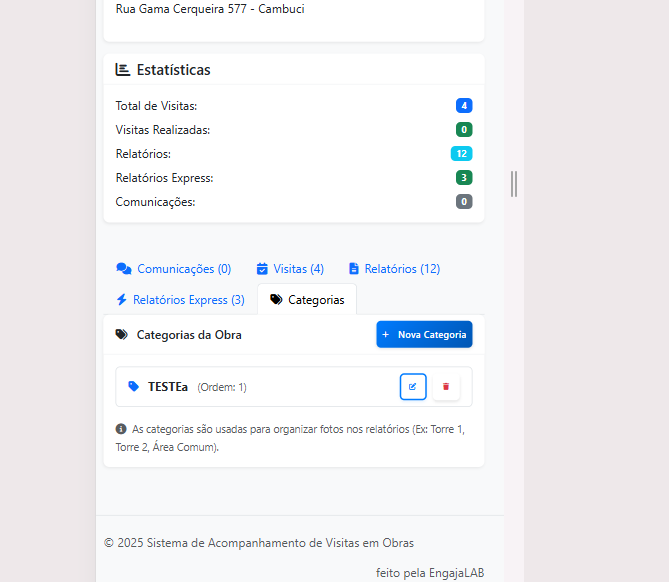 Rua Gama Cerqueira 577 - Cambuci
Estatísticas
Total de Visitas: 4
Visitas Realizadas: 0
Relatórios: 12
Relatórios Express: 3
Comunicações: 0
Comunicações (0) Visitas (4) Relatórios (12)
Relatórios Express (3) Categorias
Categorias da Obra + Nova Categoria
TESTEa (Ordem: 1)
As categorias são usadas para organizar fotos nos relatórios (Ex: Torre 1,
Torre 2, Área Comum).
© 2025 Sistema de Acompanhamento de Visitas em Obras
feito pela EngajaLAB